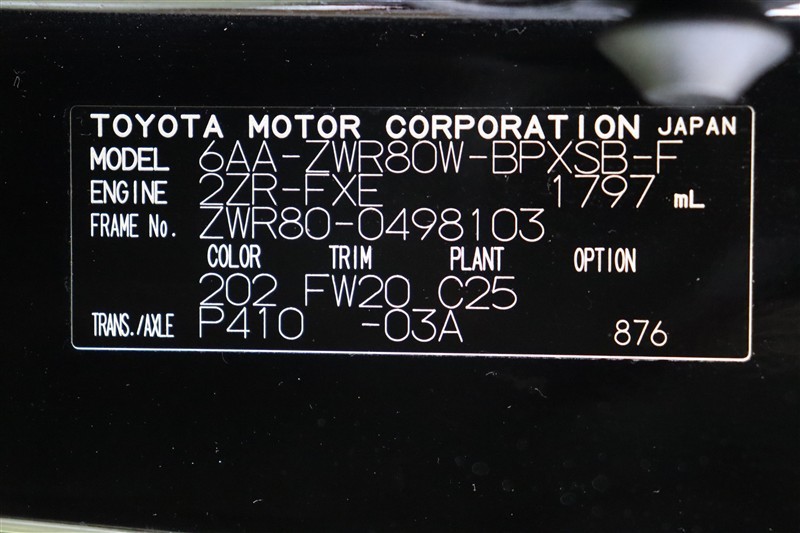 TOYOTA MOTOR CORPORATION JAPAN
MODEL 6AA-ZWR80W-BPXSB-F
ENGINE 2ZR-FXE 1797 mL
FRAME No. ZWR80-0498103
COLOR TRIM PLANT OPTION
202 FW20 C25
TRANS./AXLE P410 -03A 876